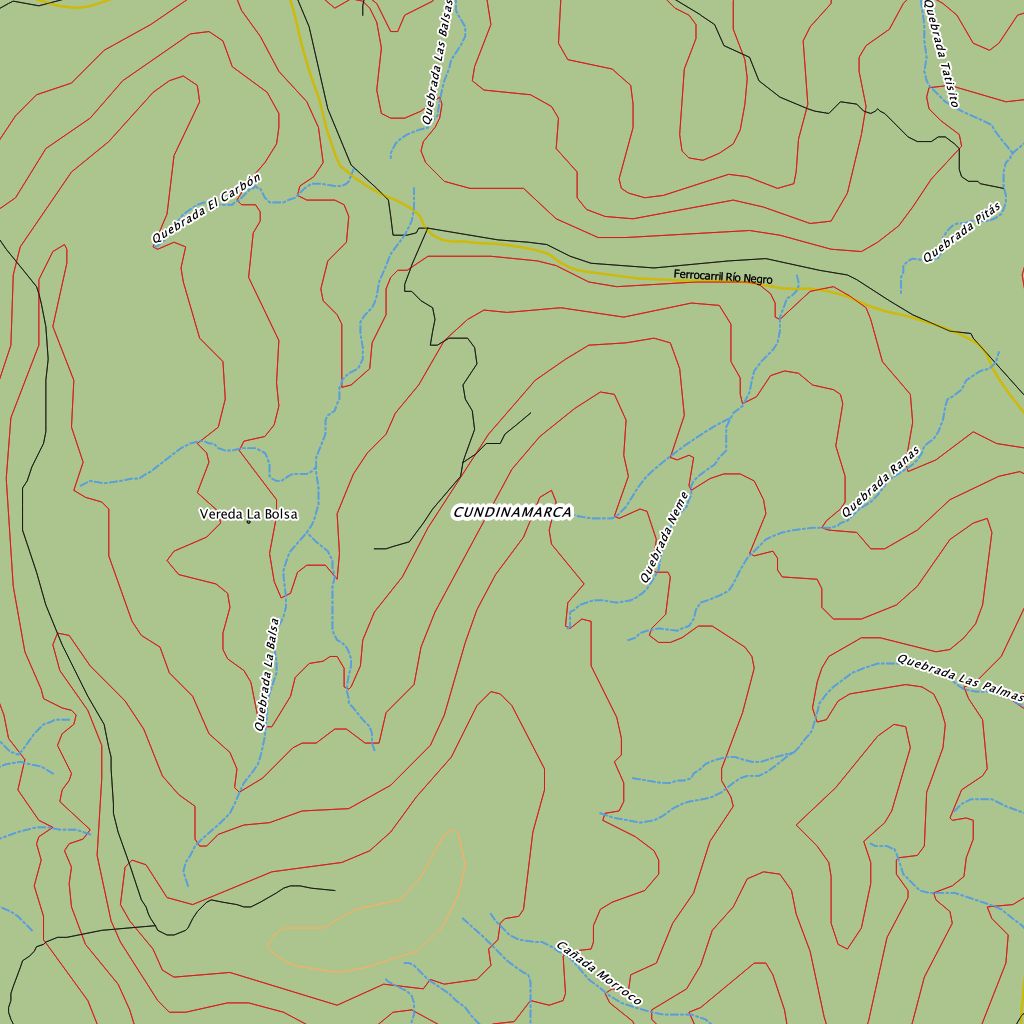 Quebrada Las Balsas
Quebrada Tatisito
Quebrada El Carbón
Quebrada Pitás
Ferrocarril Río Negro
Quebrada Ranas
Vereda La Bolsa
CUNDINAMARCA
Quebrada Neme
Quebrada La Balsa
Quebrada Las Palmas
Cañada Morroco